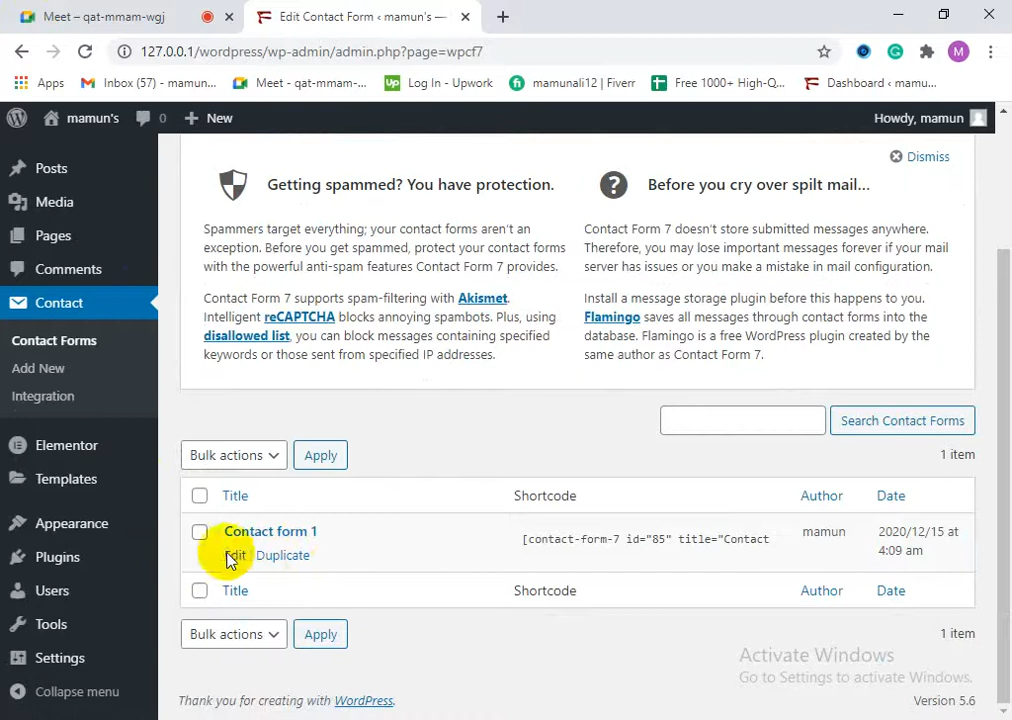 Meet – qat-mmam-wgj
Edit Contact Form ‹ mamun's —
127.0.0.1/wordpress/wp-admin/admin.php?page=wpcf7
M
Apps
Inbox (57) - mamun...
Meet - qat-mmam-...
Up
Log In - Upwork
fi
mamunali12 | Fiverr
Free 1000+ High-Q...
Dashboard ‹ mamu...
mamun's
0
New
Howdy, mamun
Posts
Media
Pages
Comments
Contact
Contact Forms
Add New
Integration
Elementor
Templates
Appearance
Plugins
Users
Tools
Settings
Collapse menu
Dismiss
Getting spammed? You have protection.
Spammers target everything; your contact forms aren't an
exception. Before you get spammed, protect your contact forms
with the powerful anti-spam features Contact Form 7 provides.
Contact Form 7 supports spam-filtering with Akismet.
Intelligent reCAPTCHA blocks annoying spambots. Plus, using
disallowed list, you can block messages containing specified
keywords or those sent from specified IP addresses.
Before you cry over spilt mail...
Contact Form 7 doesn't store submitted messages anywhere.
Therefore, you may lose important messages forever if your mail
server has issues or you make a mistake in mail configuration.
Install a message storage plugin before this happens to you.
Flamingo saves all messages through contact forms into the
database. Flamingo is a free WordPress plugin created by the
same author as Contact Form 7.
Search Contact Forms
Bulk actions
Apply
1 item
Title
Shortcode
Author
Date
Contact form 1
Edit | Duplicate
[contact-form-7 id="85" title="Contact
mamun
2020/12/15 at
4:09 am
Title
Shortcode
Author
Date
Bulk actions
Apply
1 item
Activate Windows
Go to Settings to activate Windows.
Thank you for creating with WordPress.
Version 5.6